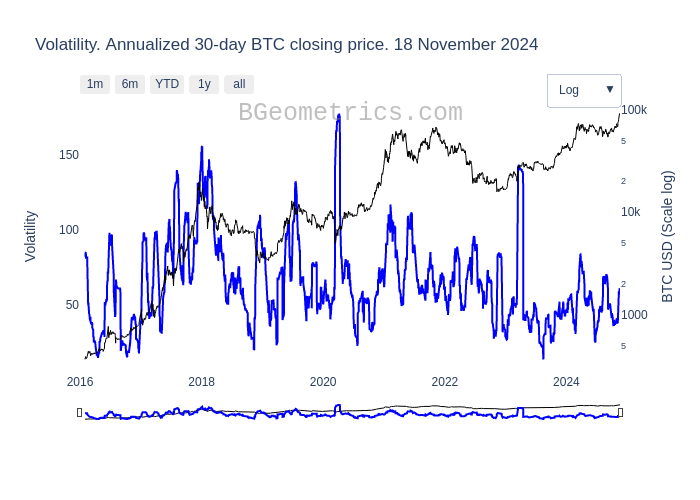 Volatility. Annualized 30-day BTC closing price. 18 November 2024
1m 6m YTD 1y all
Log ▼
BGeometrics.com
Volatility
150
100
50
100k
5
2
10k
5
2
1000
5
BTC USD (Scale log)
2016 2018 2020 2022 2024